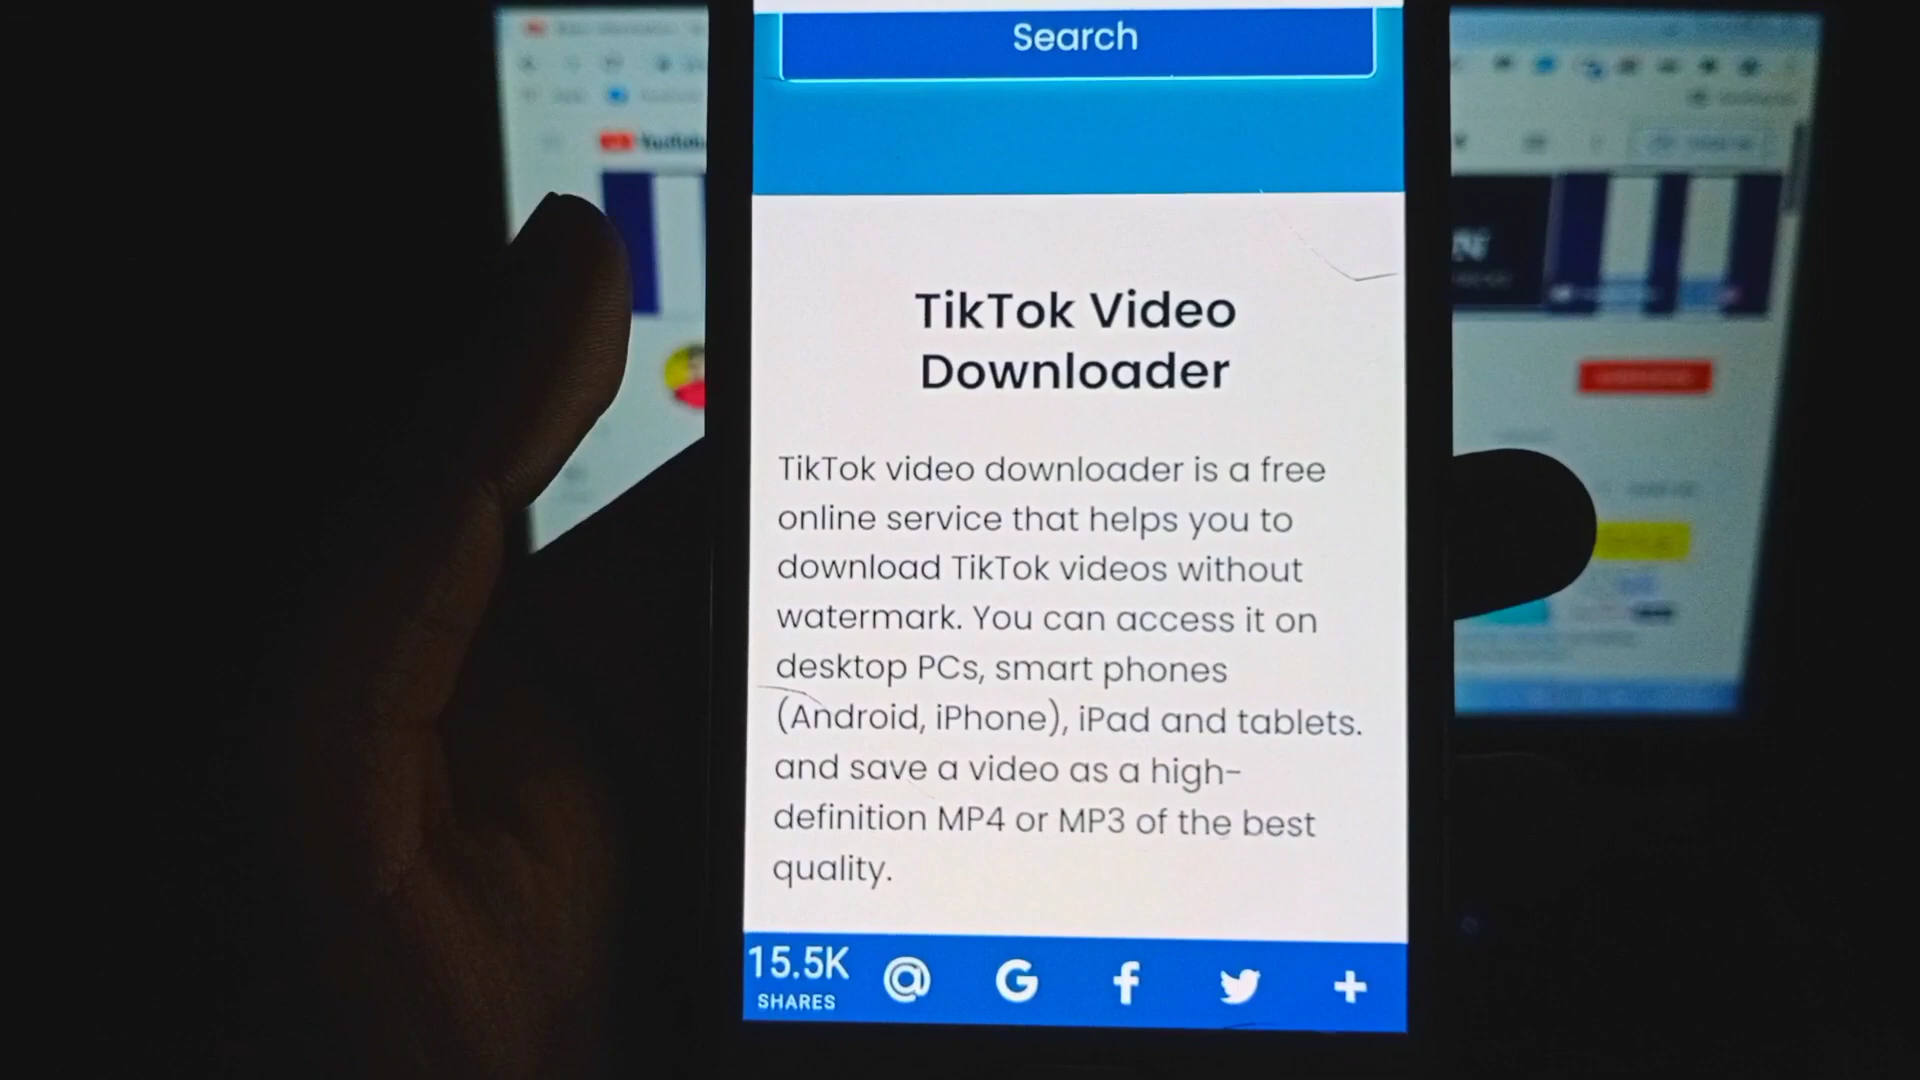 Search
TikTok Video
Downloader
TikTok video downloader is a free
online service that helps you to
download TikTok videos without
watermark. You can access it on
desktop PCs, smart phones
(Android, iPhone), iPad and tablets.
and save a video as a high-
definition MP4 or MP3 of the best
quality.
15.5K
SHARES
YouTube